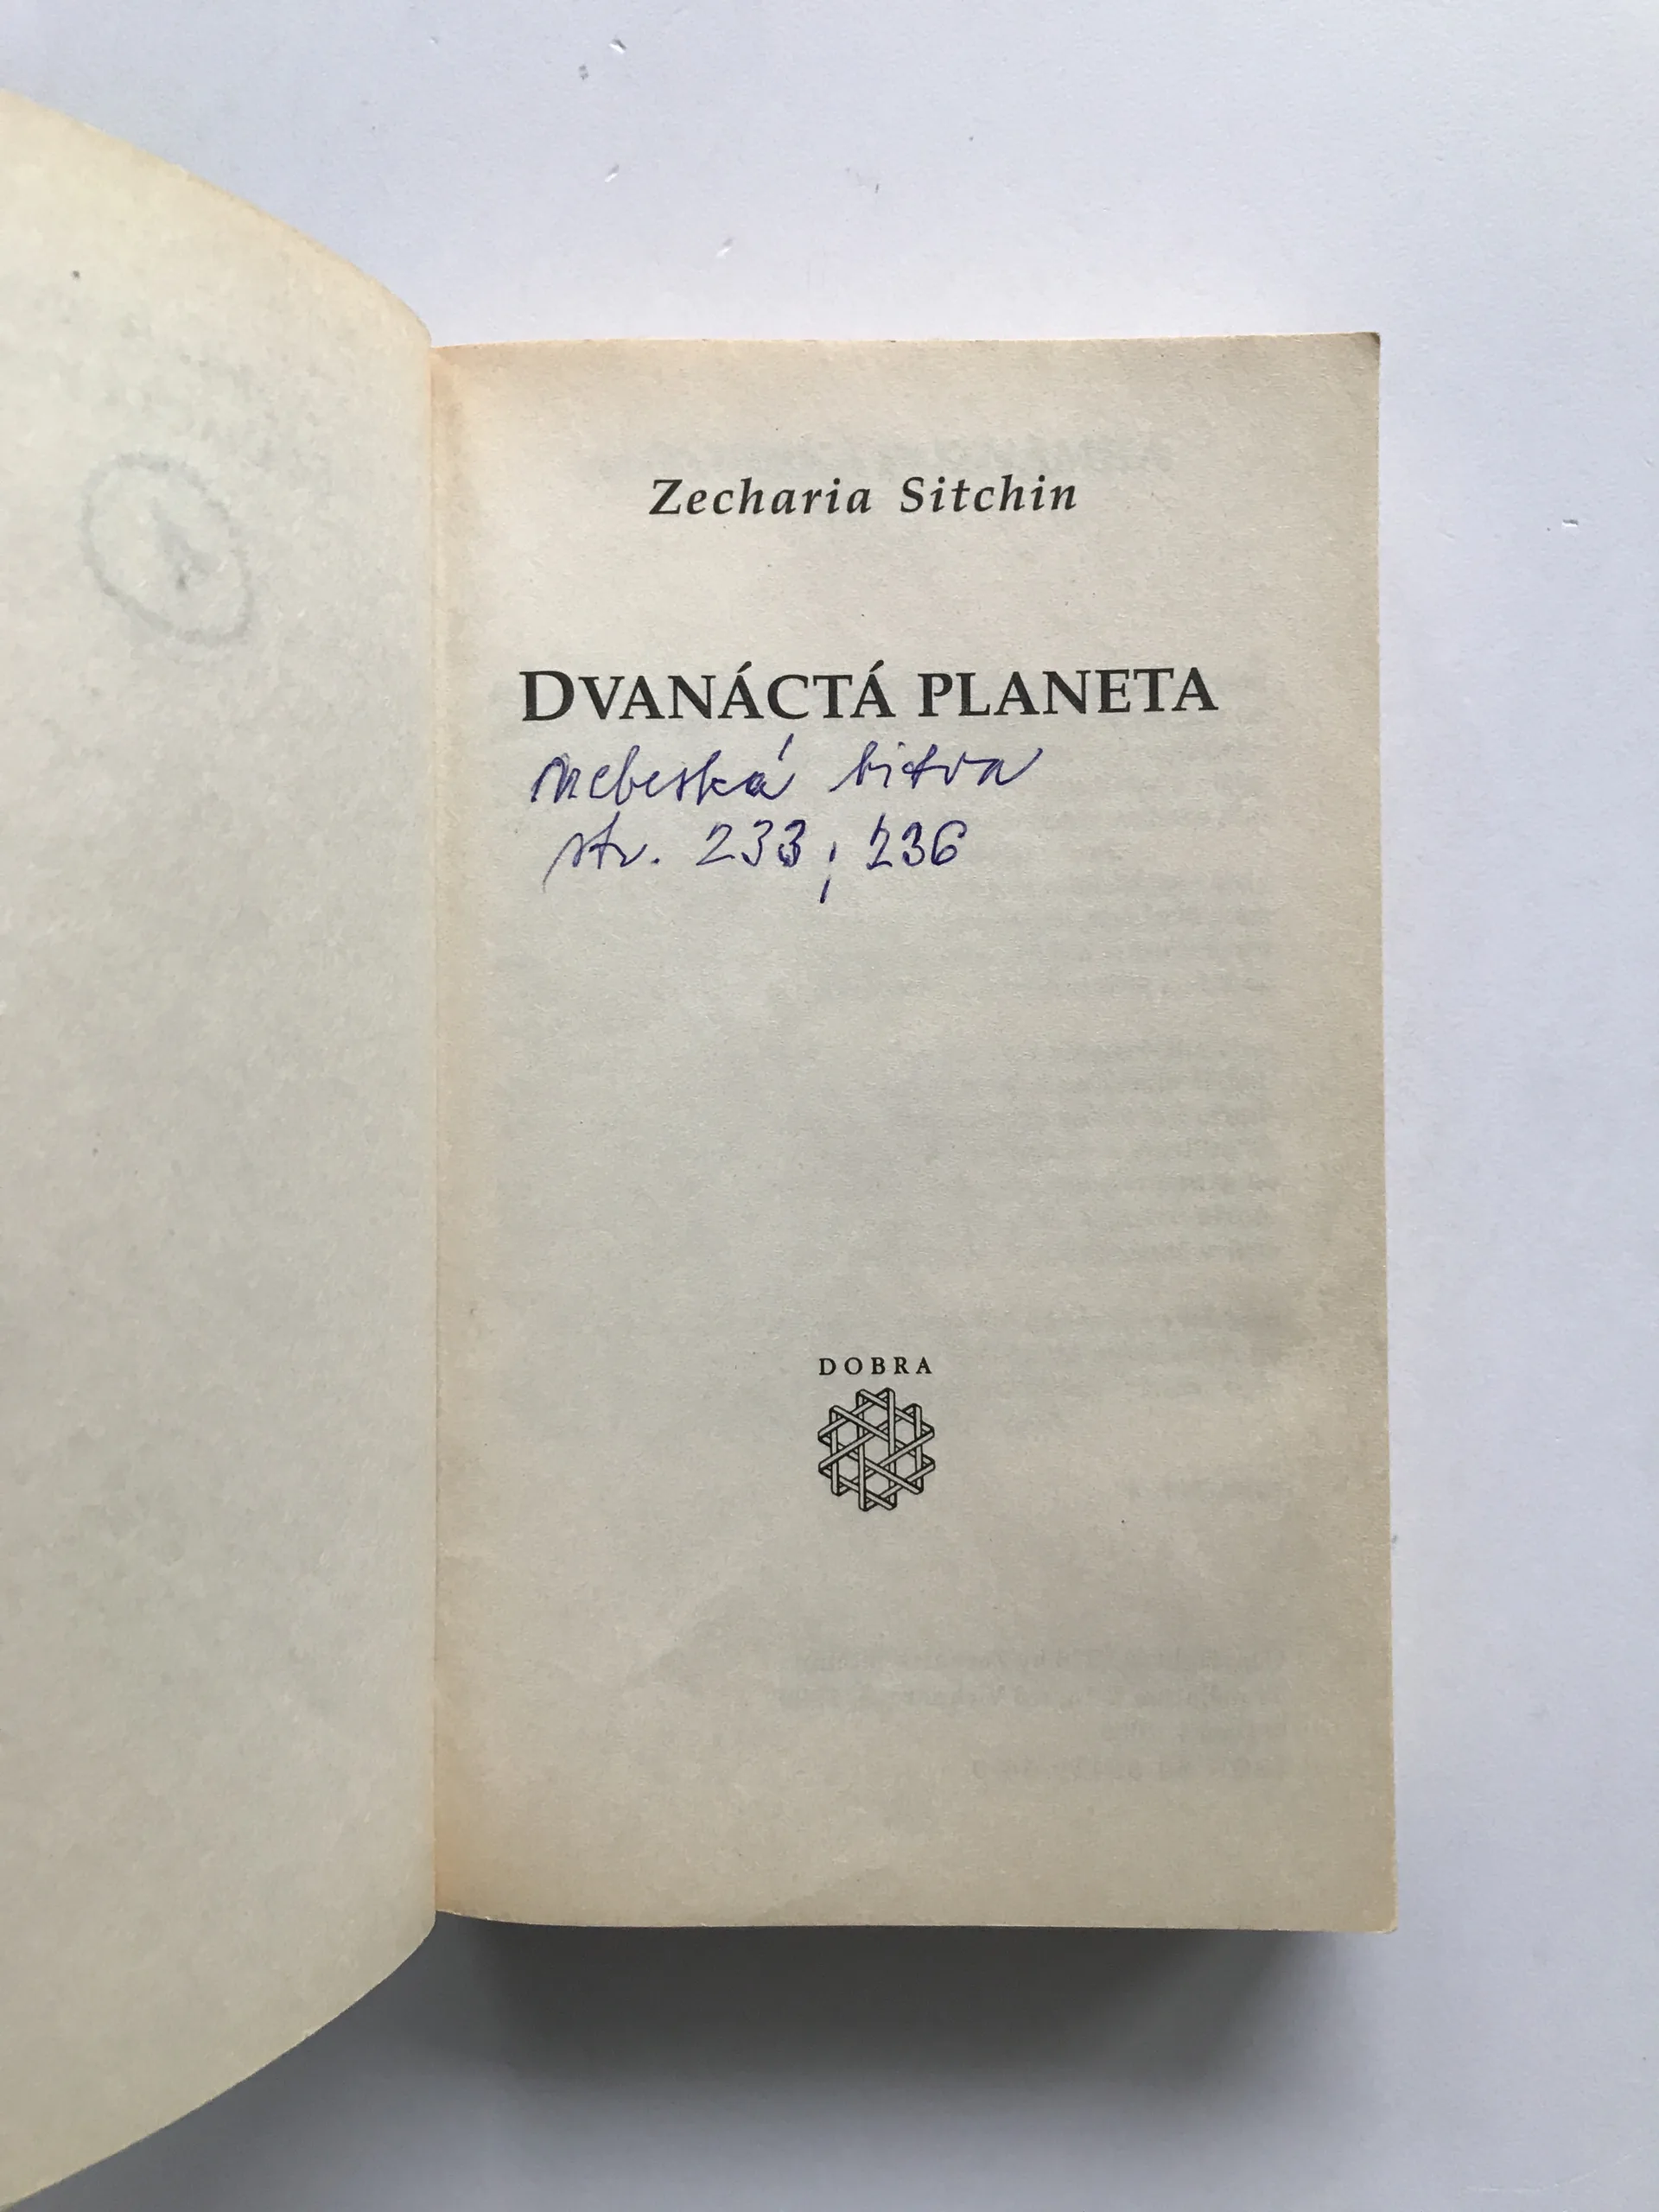 Zecharia Sitchin
DVANÁCTÁ PLANETA
nebeská bitva
str. 233, 236
DOBRA